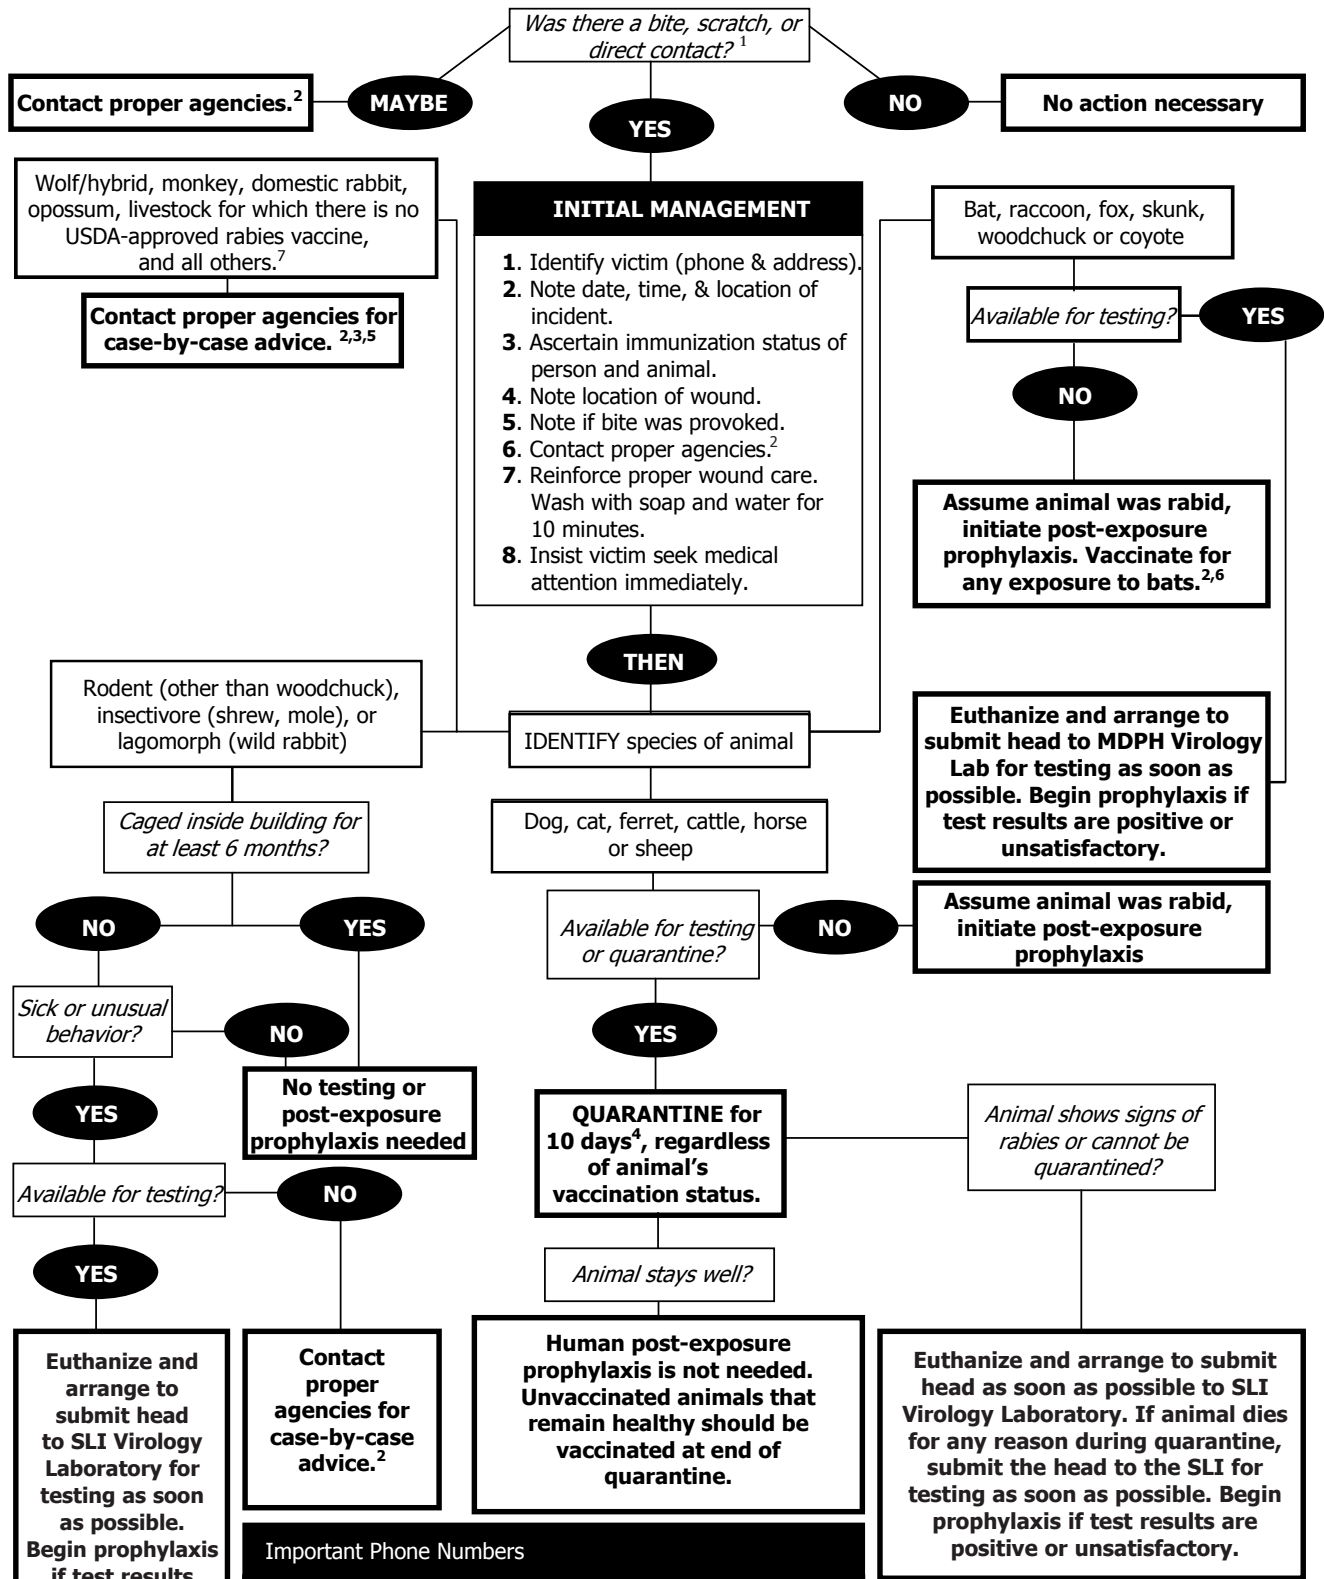 Was there a bite, scratch, or
direct contact? 1
Contact proper agencies.2
MAYBE
YES
NO
No action necessary
Wolf/hybrid, monkey, domestic rabbit,
opossum, livestock for which there is no
USDA-approved rabies vaccine,
and all others.7
Contact proper agencies for
case-by-case advice. 2,3,5
INITIAL MANAGEMENT
1. Identify victim (phone & address).
2. Note date, time, & location of
incident.
3. Ascertain immunization status of
person and animal.
4. Note location of wound.
5. Note if bite was provoked.
6. Contact proper agencies.2
7. Reinforce proper wound care.
Wash with soap and water for
10 minutes.
8. Insist victim seek medical
attention immediately.
Bat, raccoon, fox, skunk,
woodchuck or coyote
Available for testing?
YES
NO
Assume animal was rabid,
initiate post-exposure
prophylaxis. Vaccinate for
any exposure to bats.2,6
Euthanize and arrange to
submit head to MDPH Virology
Lab for testing as soon as
possible. Begin prophylaxis if
test results are positive or
unsatisfactory.
THEN
IDENTIFY species of animal
Rodent (other than woodchuck),
insectivore (shrew, mole), or
lagomorph (wild rabbit)
Caged inside building for
at least 6 months?
NO
YES
Sick or unusual
behavior?
NO
No testing or
post-exposure
prophylaxis needed
YES
Available for testing?
NO
YES
Euthanize and
arrange to
submit head
to SLI Virology
Laboratory for
testing as soon
as possible.
Begin prophylaxis
if test results
Contact
proper
agencies for
case-by-case
advice.2
Dog, cat, ferret, cattle, horse
or sheep
Available for testing
or quarantine?
NO
Assume animal was rabid,
initiate post-exposure
prophylaxis
YES
QUARANTINE for
10 days4, regardless
of animal's
vaccination status.
Animal shows signs of
rabies or cannot be
quarantined?
Animal stays well?
Human post-exposure
prophylaxis is not needed.
Unvaccinated animals that
remain healthy should be
vaccinated at end of
quarantine.
Euthanize and arrange to submit
head as soon as possible to SLI
Virology Laboratory. If animal dies
for any reason during quarantine,
submit the head to the SLI for
testing as soon as possible. Begin
prophylaxis if test results are
positive or unsatisfactory.
Important Phone Numbers